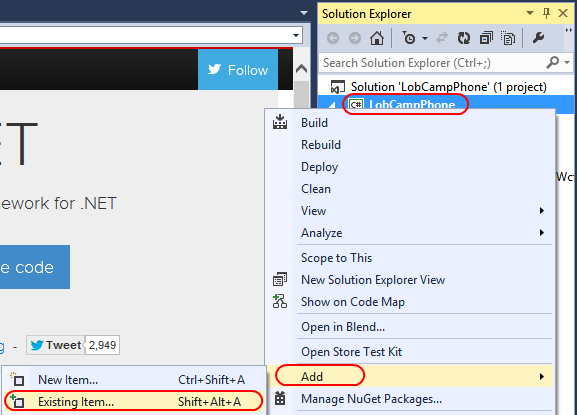 Solution Explorer
Follow
Search Solution Explorer (Ctrl+;)
Solution 'LobCampPhone' (1 project)
C# LobCampPhone
ET
Build
Rebuild
Deploy
Clean
View
Analyze
Scope to This
New Solution Explorer View
Show on Code Map
Open in Blend...
Open Store Test Kit
Add
Manage NuGet Packages...
ework for .NET
e code
g - Tweet 2,949
New Item... Ctrl+Shift+A
Existing Item... Shift+Alt+A